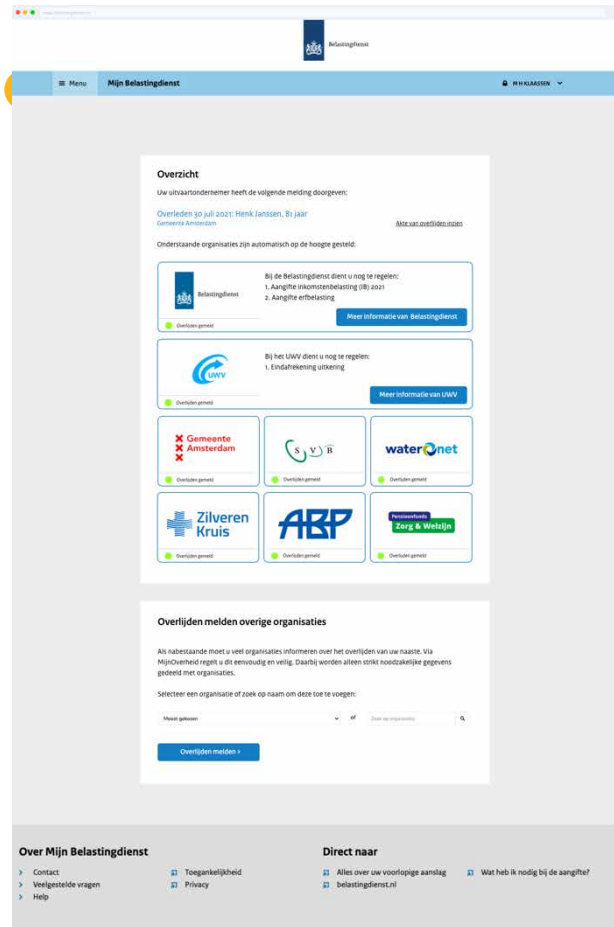 Belastingdienst
Menu
Mijn Belastingdienst
M H KLAASSEN
Overzicht
Uw uitvaartondernemer heeft de volgende melding doorgeven:
Overleden 30 juli 2021: Henk Janssen, 81 jaar
Gemeente Amsterdam
Akte van overlijden inzien
Onderstaande organisaties zijn automatisch op de hoogte gesteld:
Belastingdienst
Overlijden gemeld
Bij de Belastingdienst dient u nog te regelen:
1. Aangifte inkomstenbelasting (IB) 2021
2. Aangifte erfbelasting
Meer informatie van Belastingdienst
UWV
Overlijden gemeld
Bij het UWV dient u nog te regelen:
1. Eindafrekening uitkering
Meer informatie van UWV
Gemeente
Amsterdam
Overlijden gemeld
SVB
Overlijden gemeld
waternet
Overlijden gemeld
Zilveren
Kruis
Overlijden gemeld
ABP
Overlijden gemeld
Pensioenfonds
Zorg & Welzijn
Overlijden gemeld
Overlijden melden overige organisaties
Als nabestaande moet u veel organisaties informeren over het overlijden van uw naaste. Via
MijnOverheid regelt u dit eenvoudig en veilig. Daarbij worden alleen strikt noodzakelijke gegevens
gedeeld met organisaties.
Selecteer een organisatie of zoek op naam om deze toe te voegen:
Meest gekozen
of
Zoek op organisatie
Overlijden melden >
Over Mijn Belastingdienst
Contact
Veelgestelde vragen
Help
Toegankelijkheid
Privacy
Direct naar
Alles over uw voorlopige aanslag
belastingdienst.nl
Wat heb ik nodig bij de aangifte?